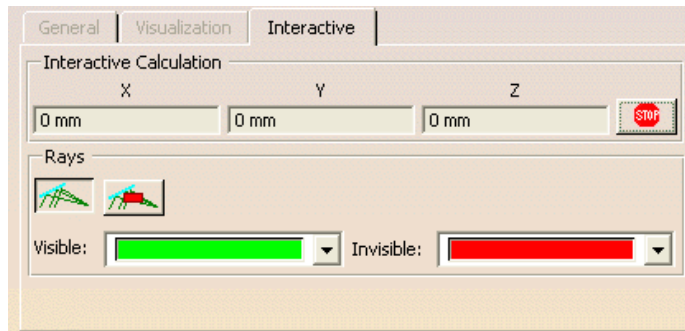 General Visualization Interactive
Interactive Calculation
X Y Z
0 mm 0 mm 0 mm STOP
Rays
Visible: Invisible: